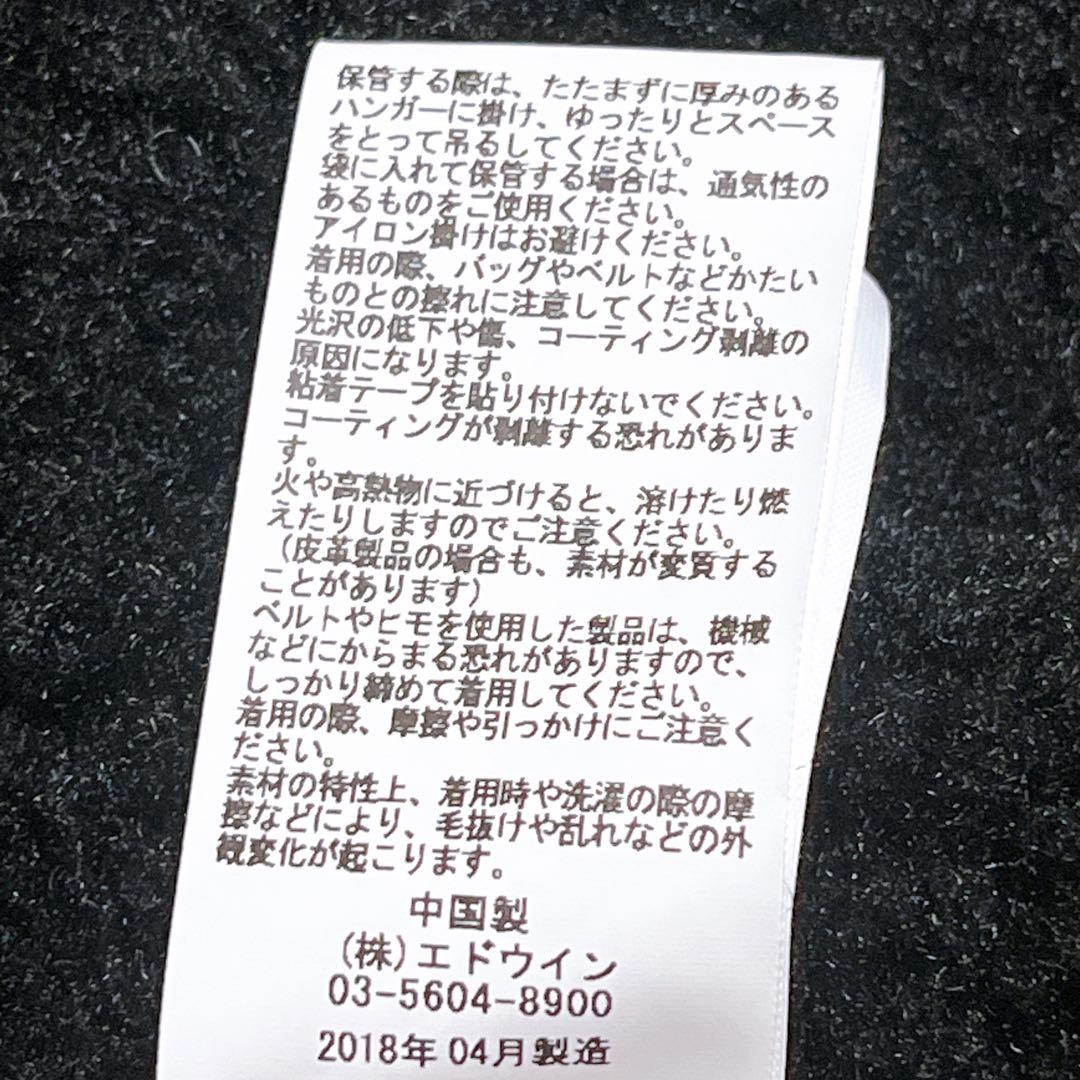 保管する際は、たたまずに厚みのある
ハンガーに掛け、ゆったりとスペース
をとって吊るしてください。
袋に入れて保管する場合は、通気性の
あるものをご使用ください。
アイロン掛けはお避けください。
着用の際、バッグやベルトなどかたい
ものとの擦れに注意してください。
光沢の低下や傷、コーティング剥離の
原因になります。
粘着テープを貼り付けないでください。
コーティングが剥離する恐れがありま
す。
火や高熱物に近づけると、溶けたり燃
えたりしますのでご注意ください。
（皮革製品の場合も、素材が変質する
ことがあります）
ベルトやヒモを使用した製品は、機械
などにからまる恐れがありますので、
しっかり締めて着用してください。
着用の際、摩擦や引っかけにご注意く
ださい。
素材の特性上、着用時や洗濯の際の摩
擦などにより、毛抜けや乱れなどの外
観変化が起こります。
中国製
(株)エドウイン
03-5604-8900
2018年 04月製造